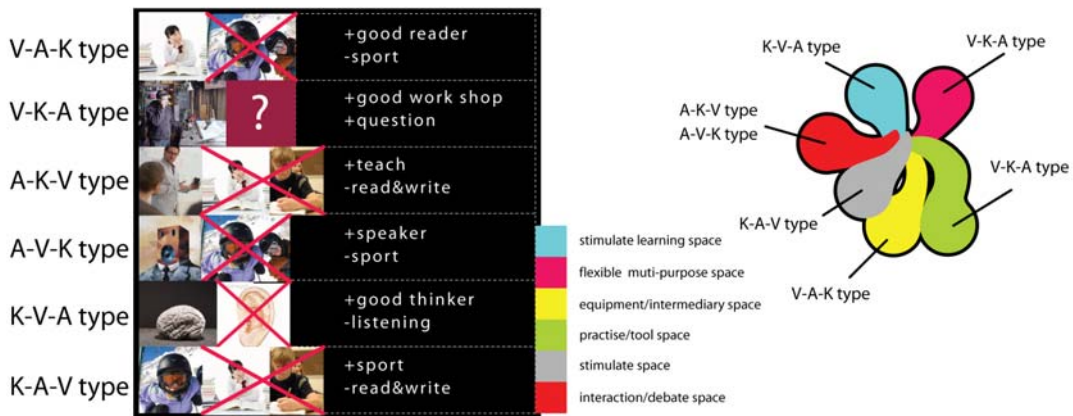 V-A-K type
+good reader
-sport
V-K-A type
?
+good work shop
+question
A-K-V type
+teach
-read&write
A-V-K type
+speaker
-sport
K-V-A type
+good thinker
-listening
K-A-V type
+sport
-read&write
stimulate learning space
flexible muti-purpose space
equipment/intermediary space
practise/tool space
stimulate space
interaction/debate space
K-V-A type
V-K-A type
A-K-V type
A-V-K type
V-K-A type
K-A-V type
V-A-K type